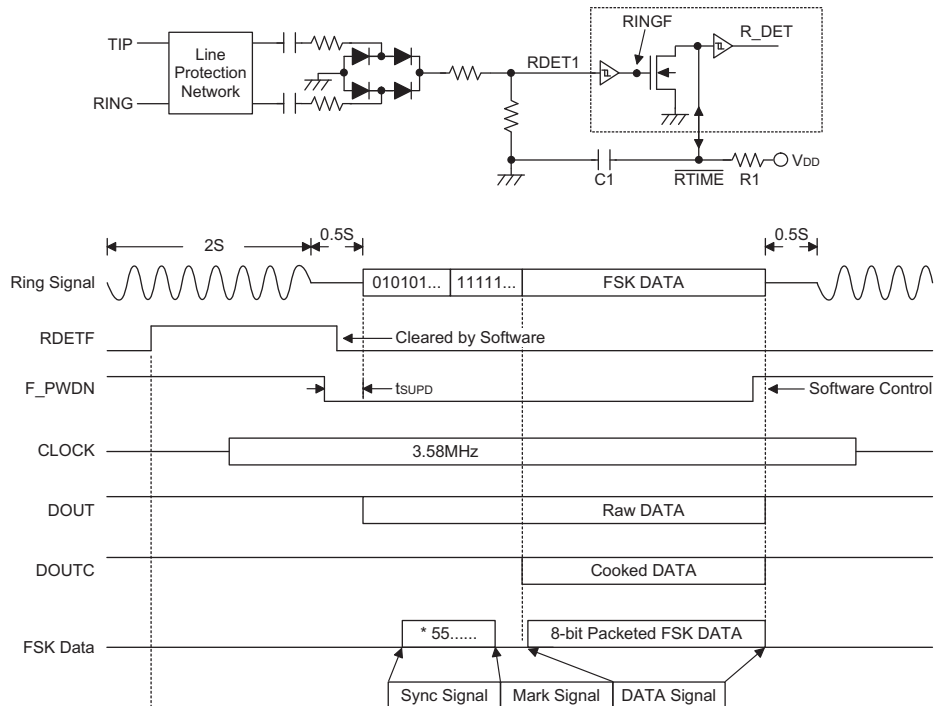 RINGF
R_DET
TIP
Line
Protection
Network
RDET1
RING
C1
RTIME
R1
VDD
2S
0.5S
0.5S
Ring Signal
010101...
11111...
FSK DATA
RDETF
Cleared by Software
F_PWDN
tSUPD
Software Control
CLOCK
3.58MHz
DOUT
Raw DATA
DOUTC
Cooked DATA
FSK Data
* 55......
8-bit Packeted FSK DATA
Sync Signal
Mark Signal
DATA Signal